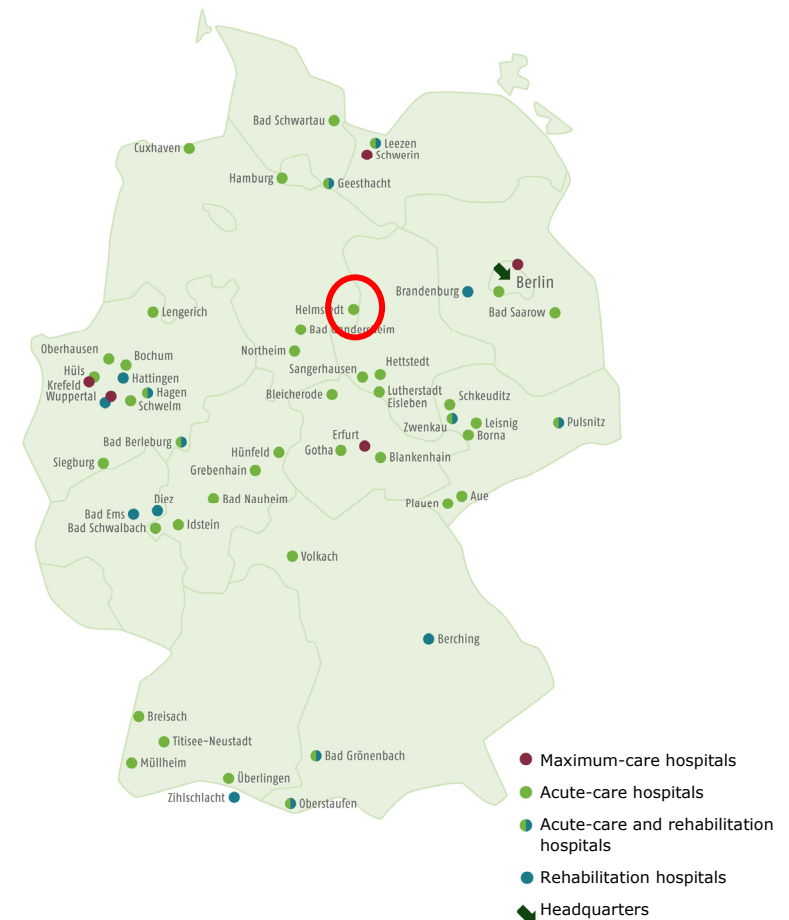 Bad Schwartau
Leezen
Cuxhaven
Schwerin
Hamburg
Geesthacht
Berlin
Brandenburg
Helmstedt
Lengerich
Bad Saarow
Bad Gandersheim
Oberhausen
Bochum
Northeim
Hettstedt
Sangerhausen
Hüls
Hattingen
Krefeld
Hagen
Wuppertal
Schwelm
Bleicherode
Lutherstadt
Eisleben
Schkeuditz
Zwenkau
Leisnig
Pulsnitz
Borna
Erfurt
Bad Berleburg
Hünfeld
Gotha
Blankenhain
Siegburg
Grebenhain
Diez
Bad Nauheim
Plauen
Aue
Bad Ems
Bad Schwalbach
Idstein
Volkach
Berching
Breisach
Titisee-Neustadt
Müllheim
Bad Grönenbach
Überlingen
Zihlschlacht
Oberstaufen
Maximum-care hospitals
Acute-care hospitals
Acute-care and rehabilitation
hospitals
Rehabilitation hospitals
Headquarters